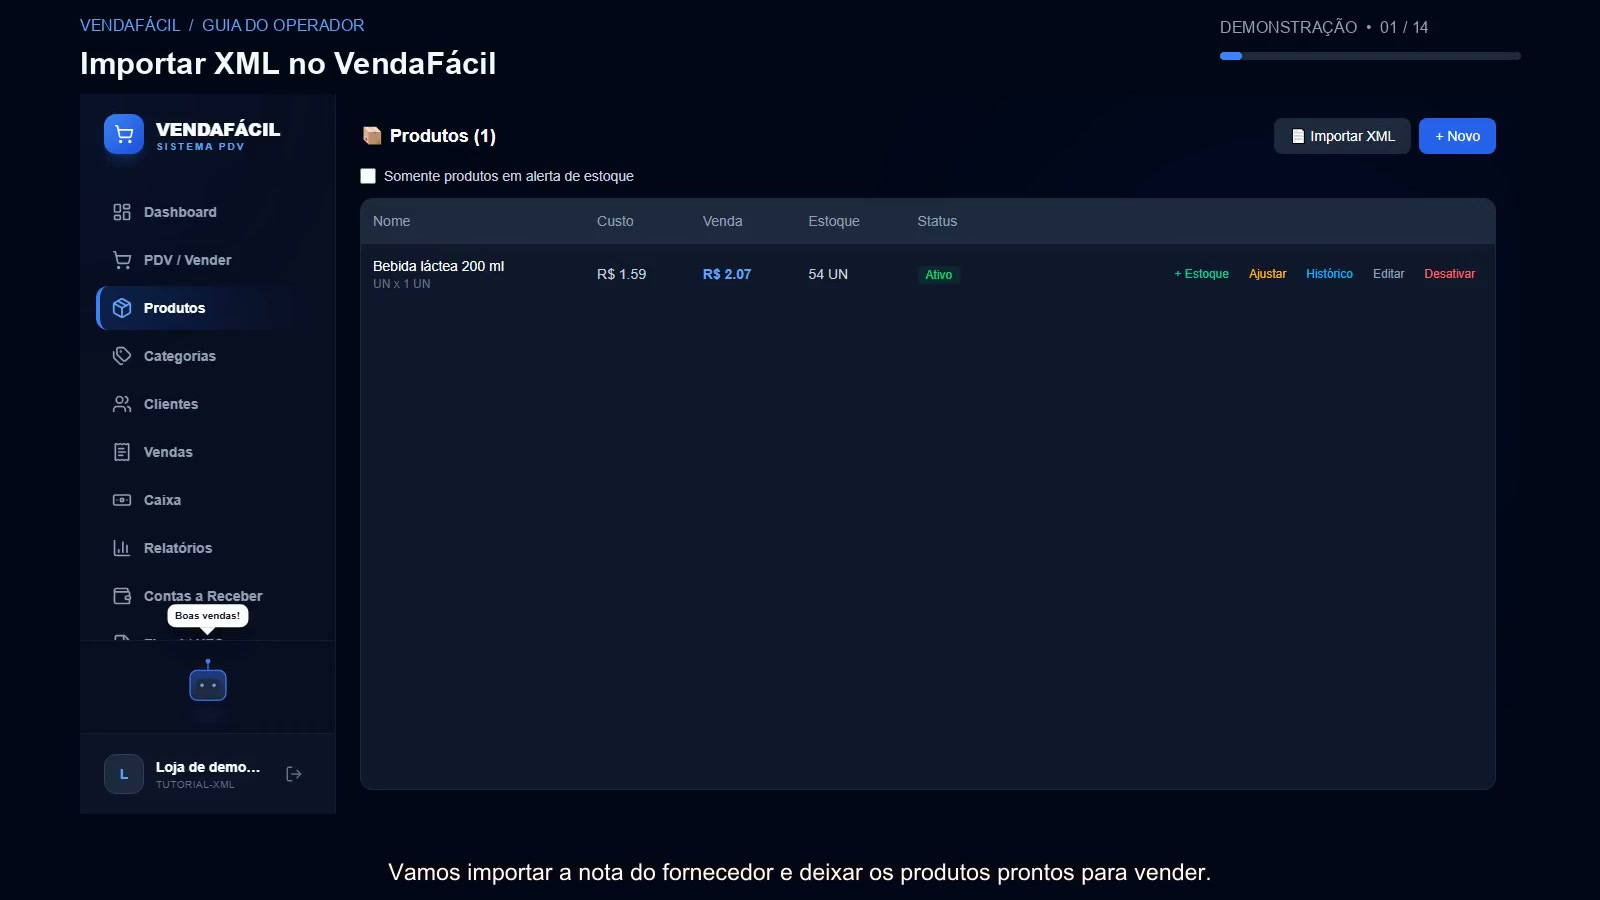 VENDAFÁCIL / GUIA DO OPERADOR
Importar XML no VendaFácil
DEMONSTRAÇÃO • 01 / 14
VENDAFÁCIL
SISTEMA PDV
Dashboard
PDV / Vender
Produtos
Categorias
Clientes
Vendas
Caixa
Relatórios
Contas a Receber
Boas vendas!
L
Loja de demo...
TUTORIAL-XML
Produtos (1)
Importar XML
+ Novo
Somente produtos em alerta de estoque
Nome Custo Venda Estoque Status
Bebida láctea 200 ml
UN x 1 UN
R$ 1.59 R$ 2.07 54 UN Ativo + Estoque Ajustar Histórico Editar Desativar
Vamos importar a nota do fornecedor e deixar os produtos prontos para vender.